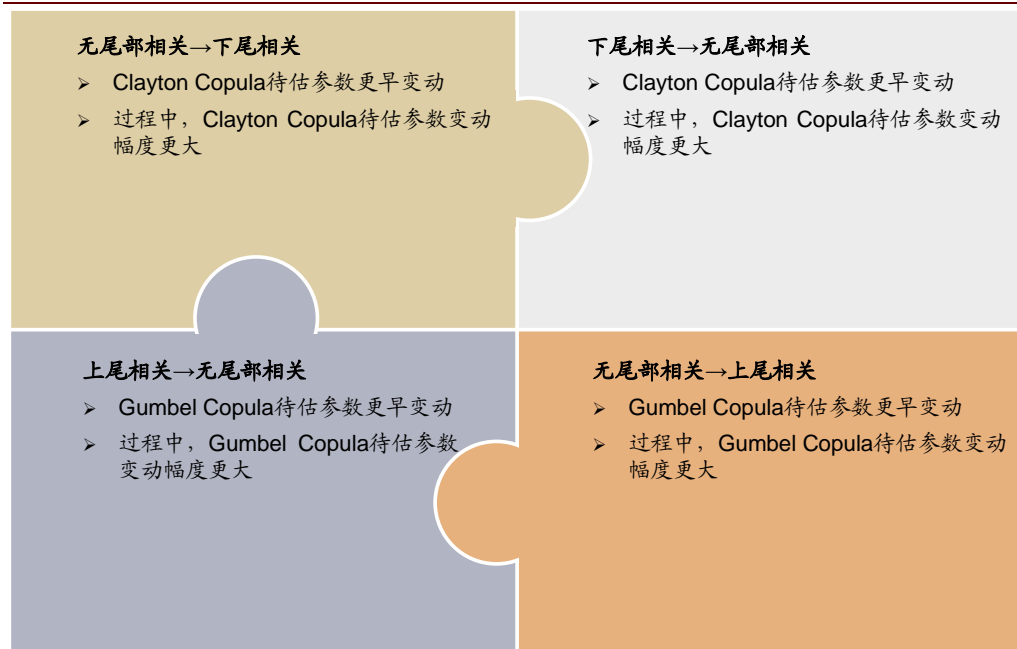 无尾部相关→下尾相关
➢ Clayton Copula待估参数更早变动
➢ 过程中，Clayton Copula待估参数变动
幅度更大
下尾相关→无尾部相关
➢ Clayton Copula待估参数更早变动
➢ 过程中，Clayton Copula待估参数变动
幅度更大
上尾相关→无尾部相关
➢ Gumbel Copula待估参数更早变动
➢ 过程中，Gumbel Copula待估参数
变动幅度更大
无尾部相关→上尾相关
➢ Gumbel Copula待估参数更早变动
➢ 过程中，Gumbel Copula待估参数变动
幅度更大